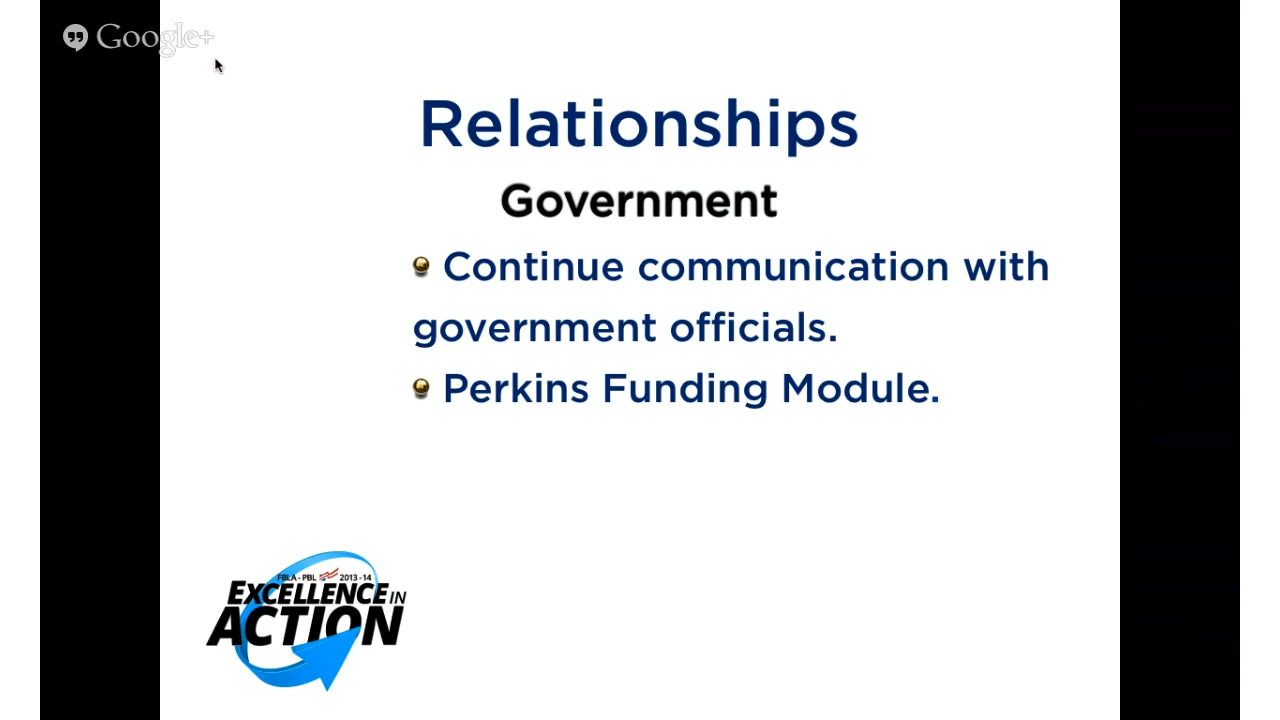 Google+
Relationships
Government
Continue communication with
government officials.
Perkins Funding Module.
FBLA-PBL 2013-14
EXCELLENCE IN
ACTION